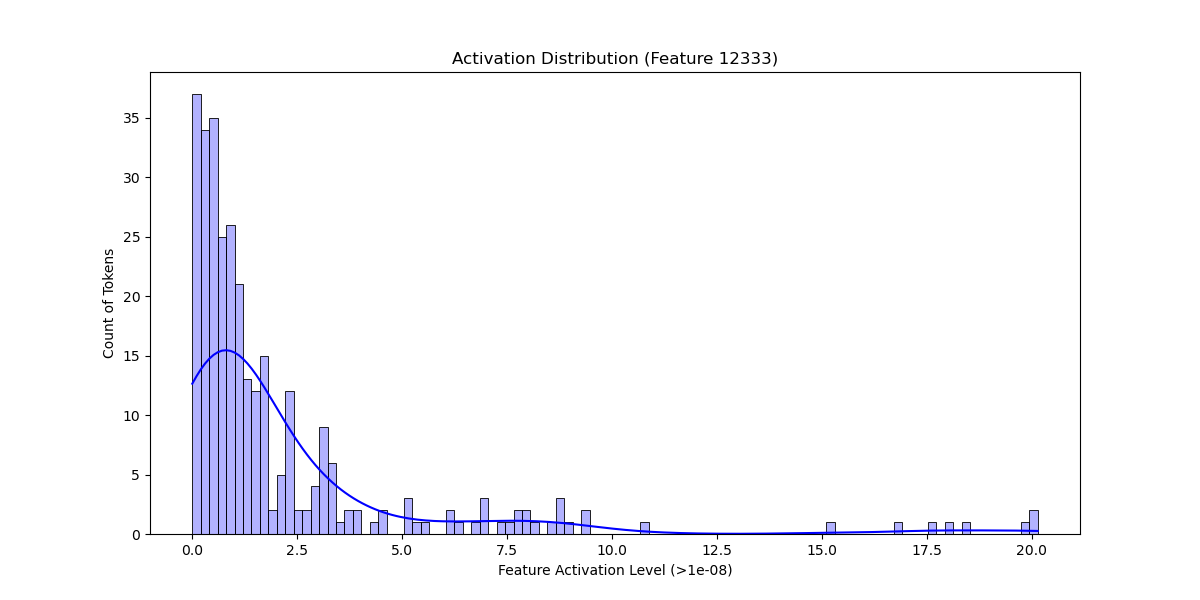 Activation Distribution (Feature 12333)
Count of Tokens
35
30
25
20
15
10
5
0
0.0 2.5 5.0 7.5 10.0 12.5 15.0 17.5 20.0
Feature Activation Level (>1e-08)